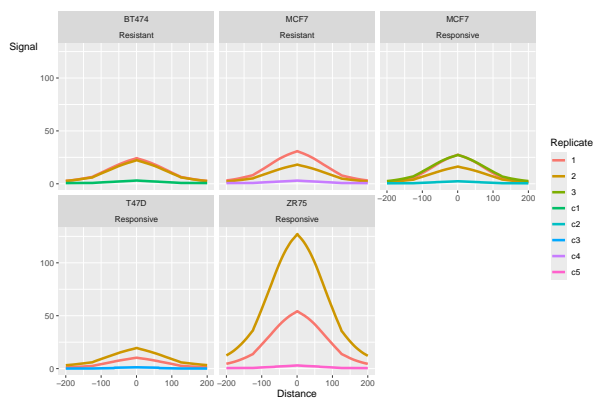 BT474
MCF7
MCF7
Resistant
Resistant
Responsive
Signal
100
50
0
−200
−100
0
100
200
Replicate
1
2
3
c1
c2
c3
c4
c5
T47D
ZR75
Responsive
Responsive
100
50
0
−200
−100
0
100
200
−200
−100
0
100
200
Distance